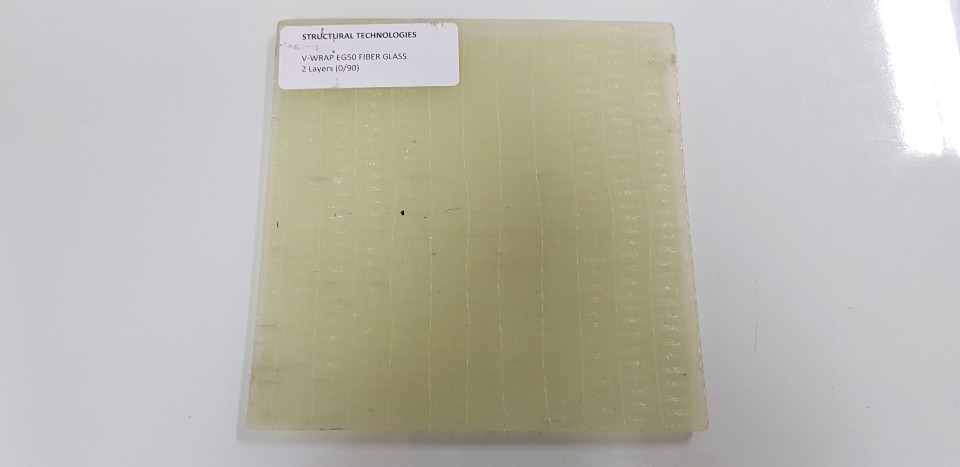 STRUCTURAL TECHNOLOGIES
V-WRAP EG50 FIBER GLASS
2 Layers (0/90)